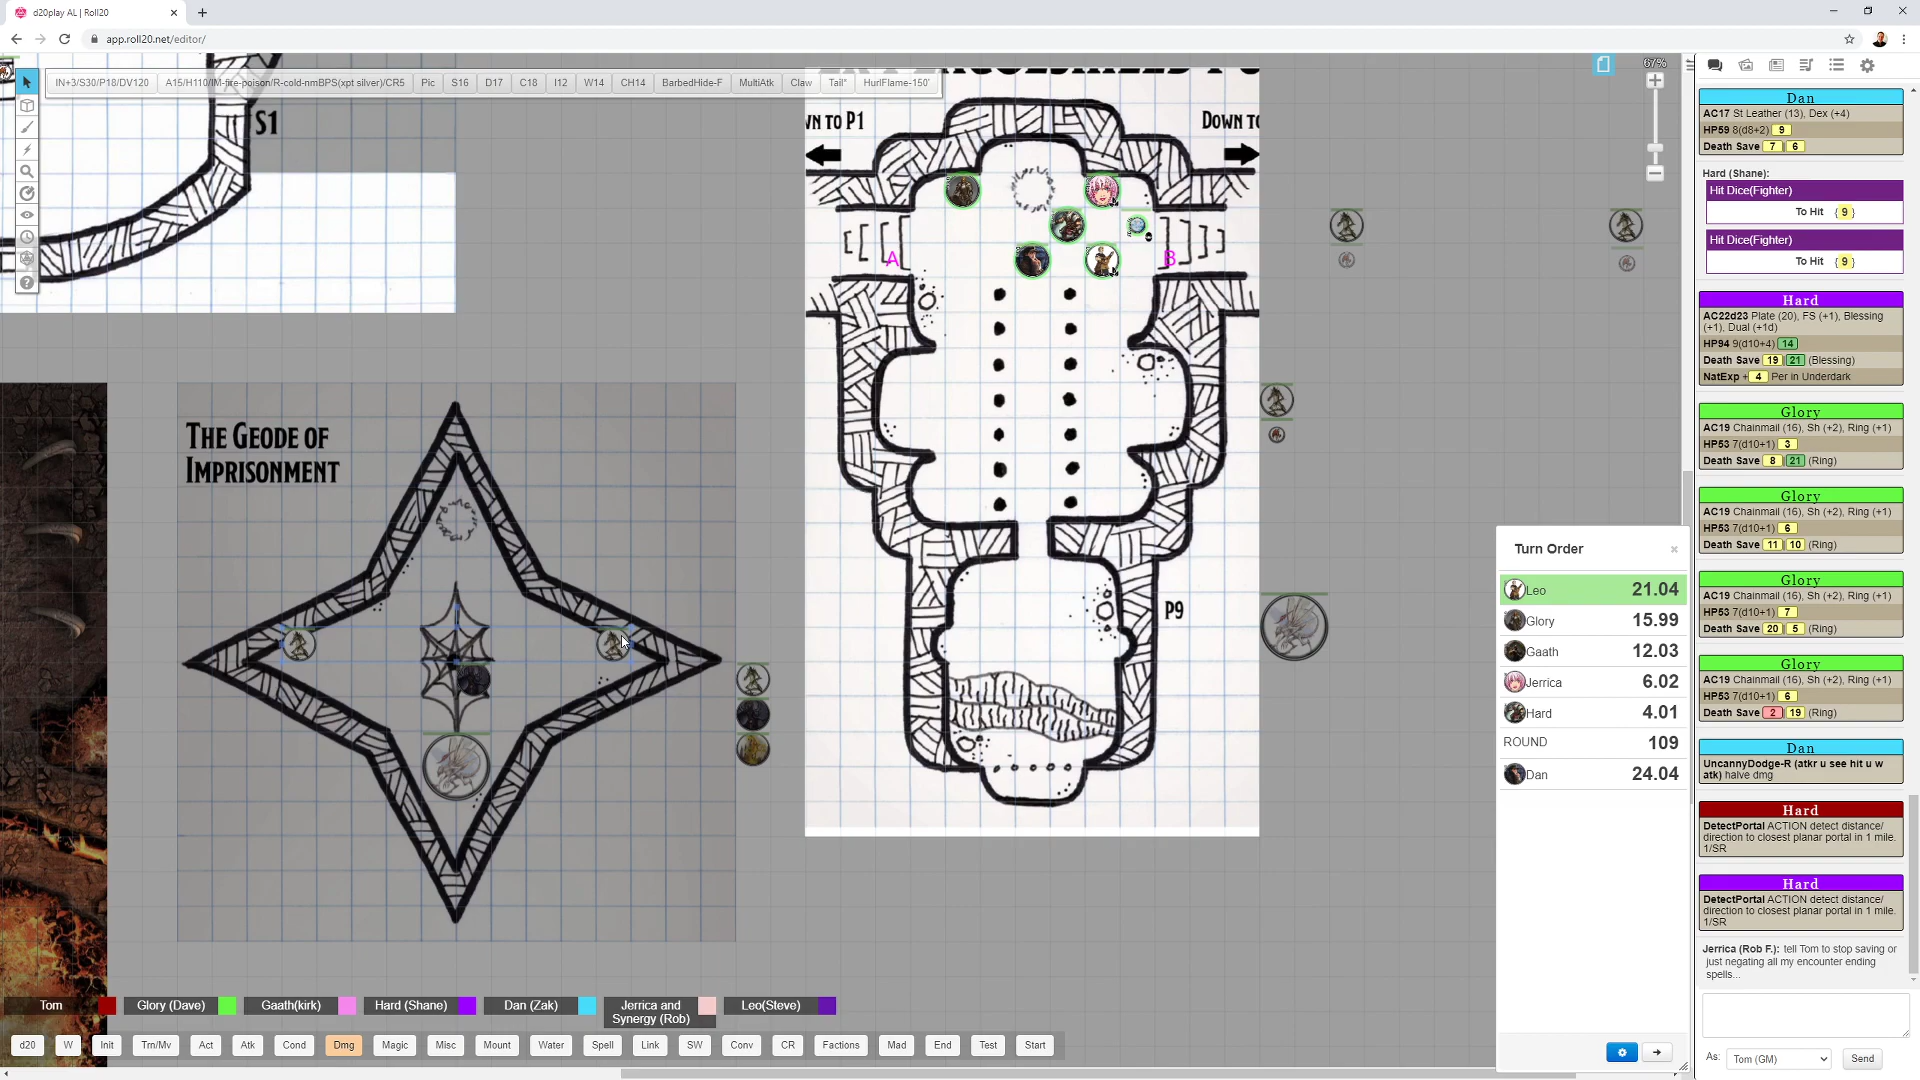 d20play AL | Roll20
app.roll20.net/editor/
IN+3/S30/P18/DV120
A15/H110/IM-fire-poison/R-cold-nmBPS(xpt silver)/CR5
Pic
S16
D17
C18
I12
W14
CH14
BarbedHide-F
MultiAtk
Claw
Tail*
HurlFlame-150'
67%
S1
WN TO P1
DOWN TO
A
B
P9
THE GEODE OF
IMPRISONMENT
Turn Order
Leo 21.04
Glory 15.99
Gaath 12.03
Jerrica 6.02
Hard 4.01
ROUND 109
Dan 24.04
Dan
AC17 St Leather (13), Dex (+4)
HP59 8(d8+2) 9
Death Save 7 6
Hard (Shane):
Hit Dice(Fighter)
To Hit { 9 }
Hit Dice(Fighter)
To Hit { 9 }
Hard
AC22d23 Plate (20), FS (+1), Blessing
(+1), Dual (+1d)
HP94 9(d10+4) 14
Death Save 19 21 (Blessing)
NatExp + 4 Per in Underdark
Glory
AC19 Chainmail (16), Sh (+2), Ring (+1)
HP53 7(d10+1) 3
Death Save 8 21 (Ring)
Glory
AC19 Chainmail (16), Sh (+2), Ring (+1)
HP53 7(d10+1) 6
Death Save 11 10 (Ring)
Glory
AC19 Chainmail (16), Sh (+2), Ring (+1)
HP53 7(d10+1) 7
Death Save 20 5 (Ring)
Glory
AC19 Chainmail (16), Sh (+2), Ring (+1)
HP53 7(d10+1) 6
Death Save 2 19 (Ring)
Dan
UncannyDodge-R (atkr u see hit u w
atk) halve dmg
Hard
DetectPortal ACTION detect distance/
direction to closest planar portal in 1 mile.
1/SR
Hard
DetectPortal ACTION detect distance/
direction to closest planar portal in 1 mile.
1/SR
Jerrica (Rob F.): tell Tom to stop saving or
just negating all my encounter ending
spells...
As: Tom (GM) Send
Tom
Glory (Dave)
Gaath(kirk)
Hard (Shane)
Dan (Zak)
Jerrica and
Synergy (Rob)
Leo(Steve)
d20
W
Init
Trn/Mv
Act
Atk
Cond
Dmg
Magic
Misc
Mount
Water
Spell
Link
SW
Conv
CR
Factions
Mad
End
Test
Start